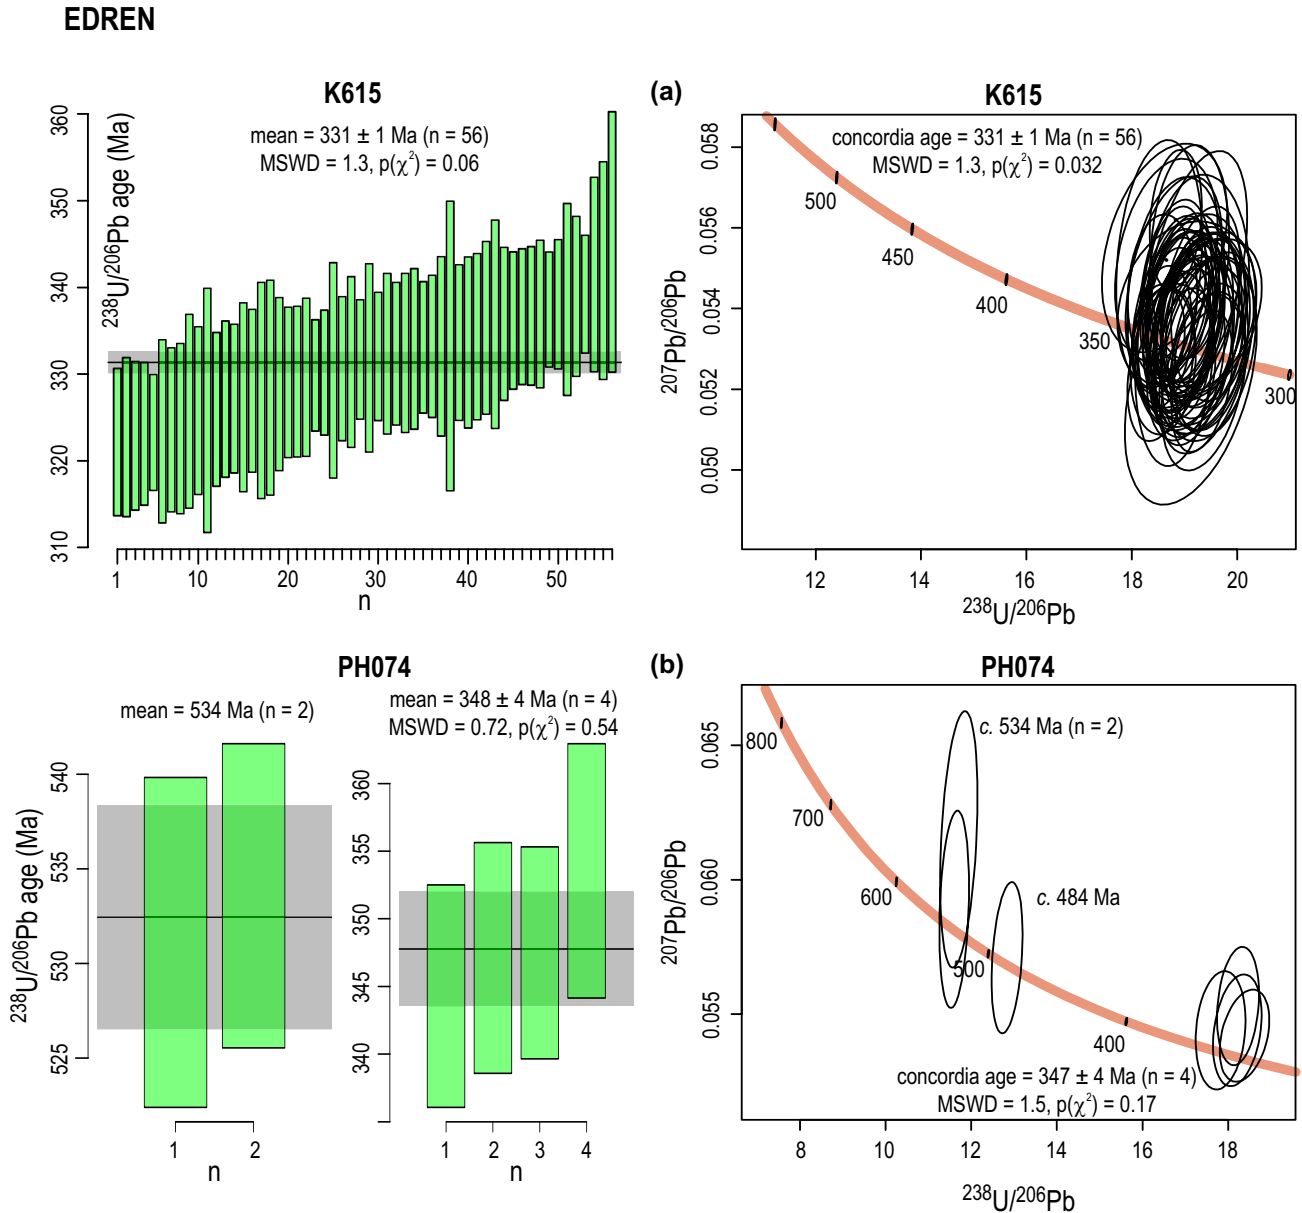 EDREN
K615
mean = 331 ± 1 Ma (n = 56)
MSWD = 1.3, p(χ²) = 0.06
²³⁸U/²⁰⁶Pb age (Ma)
360
350
340
330
320
310
1 10 20 30 40 50
n
(a)
K615
concordia age = 331 ± 1 Ma (n = 56)
MSWD = 1.3, p(χ²) = 0.032
207Pb/²⁰⁶Pb
0.058
0.056
0.054
0.052
0.050
500
450
400
350
300
12 14 16 18 20
²³⁸U/²⁰⁶Pb
PH074
mean = 534 Ma (n = 2)
²³⁸U/²⁰⁶Pb age (Ma)
540
535
530
525
1 2
n
mean = 348 ± 4 Ma (n = 4)
MSWD = 0.72, p(χ²) = 0.54
360
355
350
345
340
1 2 3 4
n
(b)
PH074
²⁰⁷Pb/²⁰⁶Pb
0.065
0.060
0.055
800
700
600
500
400
c. 534 Ma (n = 2)
c. 484 Ma
concordia age = 347 ± 4 Ma (n = 4)
MSWD = 1.5, p(χ²) = 0.17
8 10 12 14 16 18
²³⁸U/²⁰⁶Pb